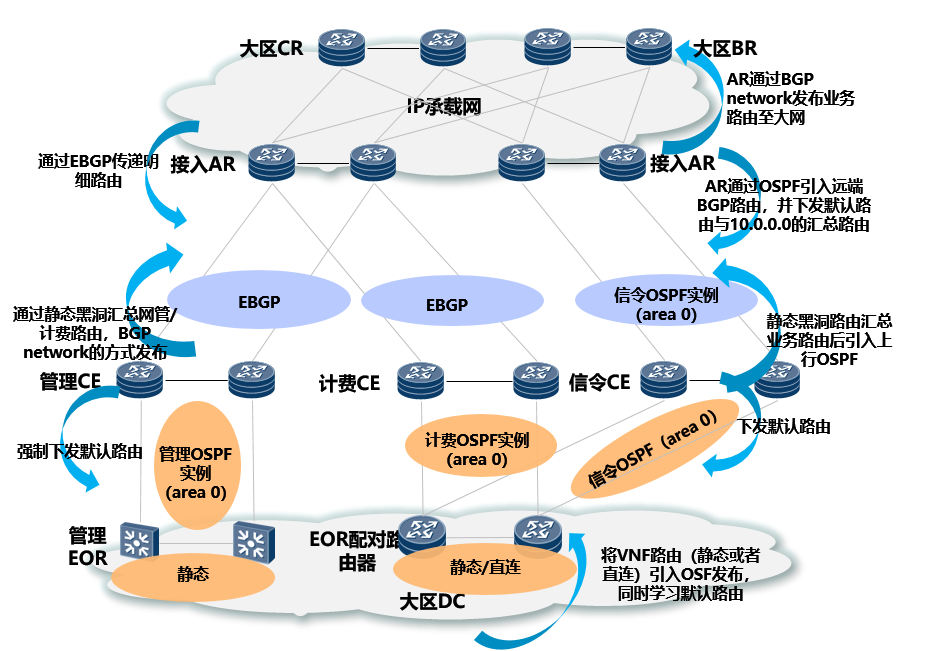 大区CR
大区BR
AR通过BGP
network发布业务
路由至大网
IP承载网
通过EBGP传递明
细路由
接入AR
接入AR
AR通过OSPF引入远端
BGP路由，并下发默认路
由与10.0.0.0的汇总路由
EBGP
EBGP
信令OSPF实例
(area 0)
通过静态黑洞汇总网管/
计费路由，BGP
network的方式发布
静态黑洞路由汇总
业务路由后引入上
行OSPF
管理CE
计费CE
信令CE
强制下发默认路由
管理OSPF
实例
(area 0)
计费OSPF实例
(area 0)
信令OSPF（area 0）
下发默认路由
管理
EOR
EOR配对路
由器
静态
静态/直连
将VNF路由（静态或者
直连）引入OSF发布，
同时学习默认路由
大区DC